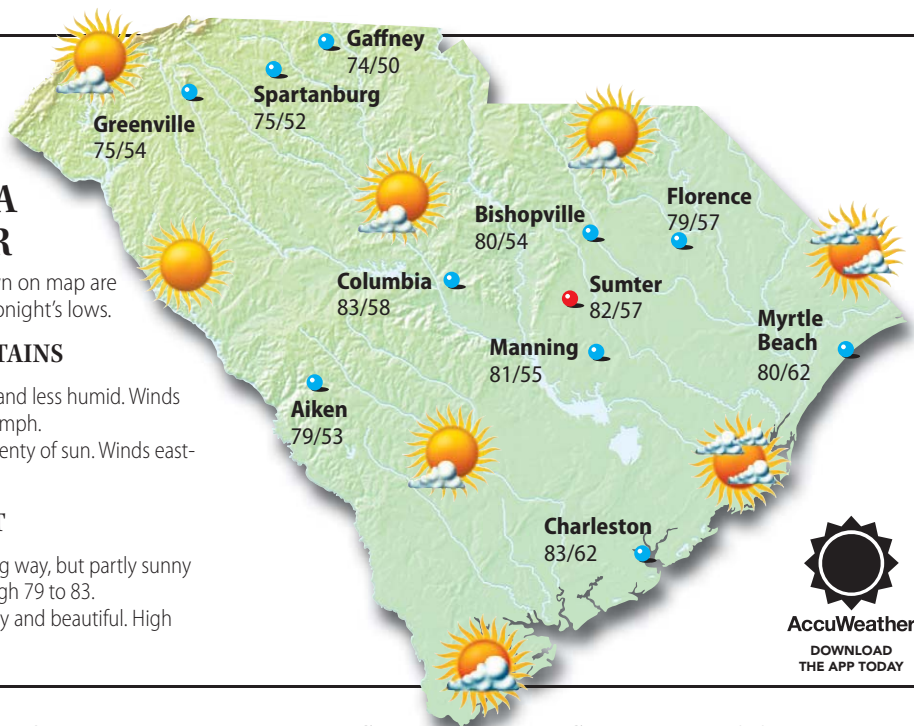 Gaffney
74/50
Spartanburg
75/52
Greenville
75/54
A
R
Bishopville
80/54
Florence
79/57
Columbia
83/58
Sumter
82/57
Manning
81/55
Myrtle
Beach
80/62
Aiken
79/53
Charleston
83/62
on map are
onight's lows.
TAINS
and less humid. Winds
mph.
enty of sun. Winds east-
T
g way, but partly sunny
gh 79 to 83.
y and beautiful. High
AccuWeather
DOWNLOAD
THE APP TODAY